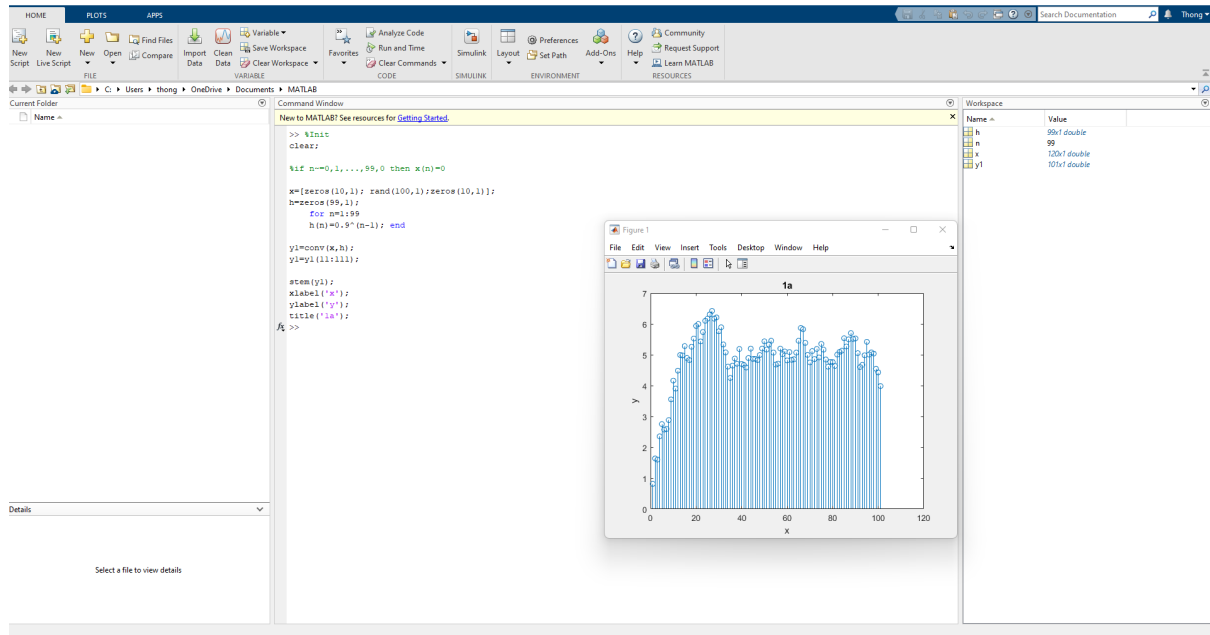 HOME PLOTS APPS Search Documentation Thong
New Script New Live Script New Open Find Files Compare Import Data Clean Data Variable Save Workspace Clear Workspace Favorites Analyze Code Run and Time Clear Commands Simulink Layout Preferences Set Path Add-Ons Help Community Request Support Learn MATLAB
FILE VARIABLE CODE SIMULINK ENVIRONMENT RESOURCES
C: Users thong OneDrive Documents MATLAB
Current Folder
Name
Details
Select a file to view details
Command Window
New to MATLAB? See resources for Getting Started.
>> %Init
clear;
%if n~=0,1,...,99,0 then x(n)=0
x=[zeros(10,1); rand(100,1);zeros(10,1)];
h=zeros(99,1);
for n=1:99
h(n)=0.9^(n-1); end
y1=conv(x,h);
y1=y1(11:111);
stem(y1);
xlabel('x');
ylabel('y');
title('1a');
fx >>
Figure 1
File Edit View Insert Tools Desktop Window Help
1a
7
6
5
4
3
2
1
0
y
0 20 40 60 80 100 120
x
Workspace
Name Value
h 99x1 double
n 99
x 120x1 double
y1 101x1 double